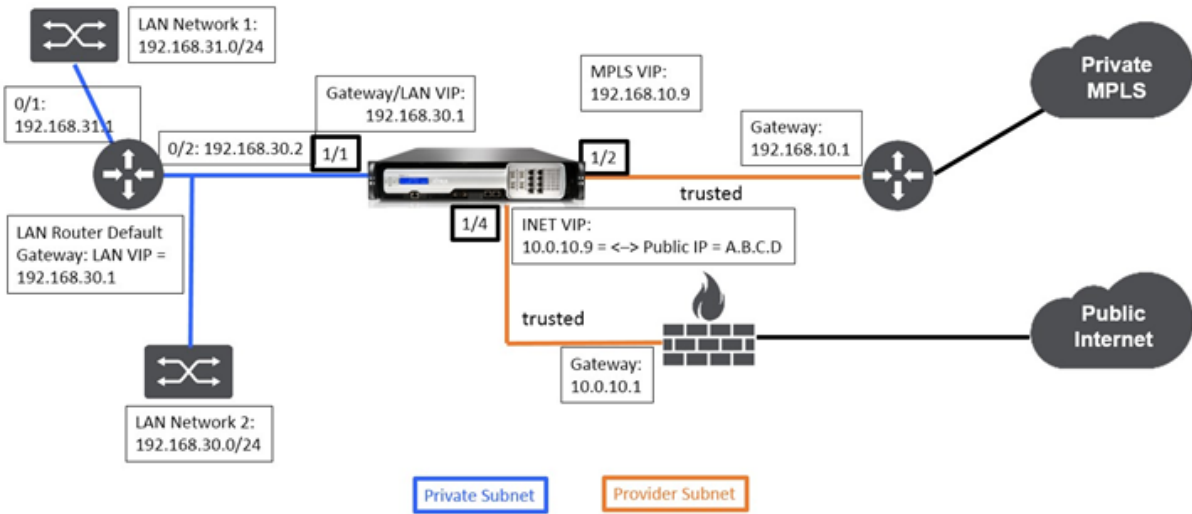 LAN Network 1:
192.168.31.0/24
0/1:
192.168.31.1
0/2: 192.168.30.2
Gateway/LAN VIP:
192.168.30.1
1/1
MPLS VIP:
192.168.10.9
1/2
Gateway:
192.168.10.1
trusted
Private
MPLS
LAN Router Default
Gateway: LAN VIP =
192.168.30.1
1/4
INET VIP:
10.0.10.9 = <--> Public IP = A.B.C.D
trusted
Gateway:
10.0.10.1
Public
Internet
LAN Network 2:
192.168.30.0/24
Private Subnet
Provider Subnet